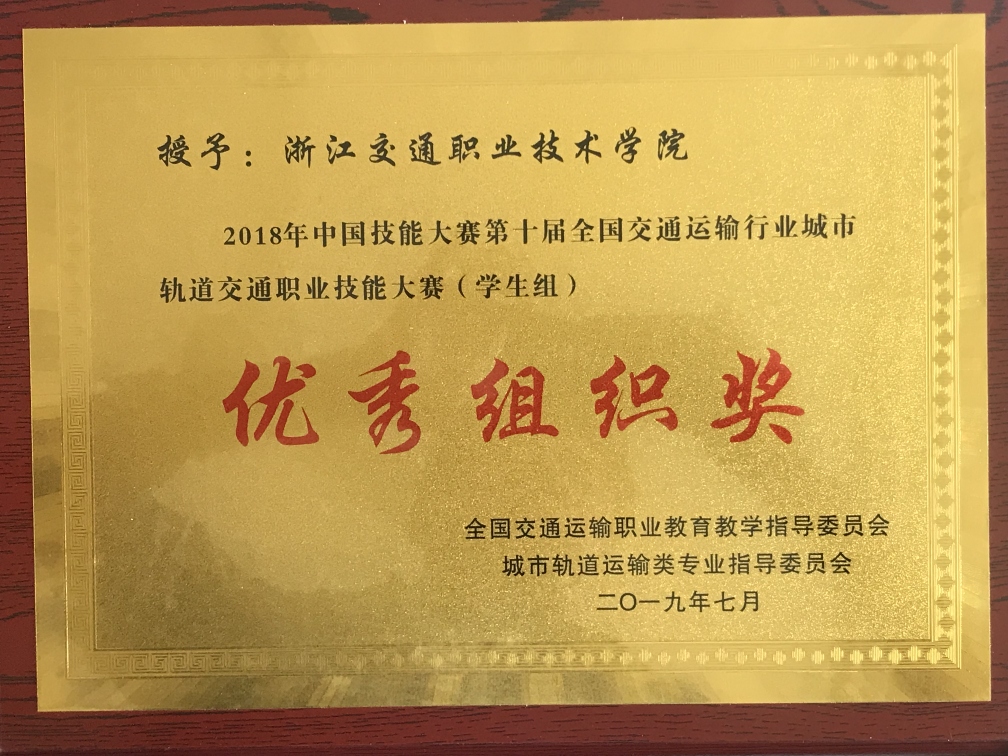 授予：浙江交通职业技术学院
2018年中国技能大赛第十届全国交通运输行业城市
轨道交通职业技能大赛（学生组）
优秀组织奖
全国交通运输职业教育教学指导委员会
城市轨道运输类专业指导委员会
二〇一九年七月